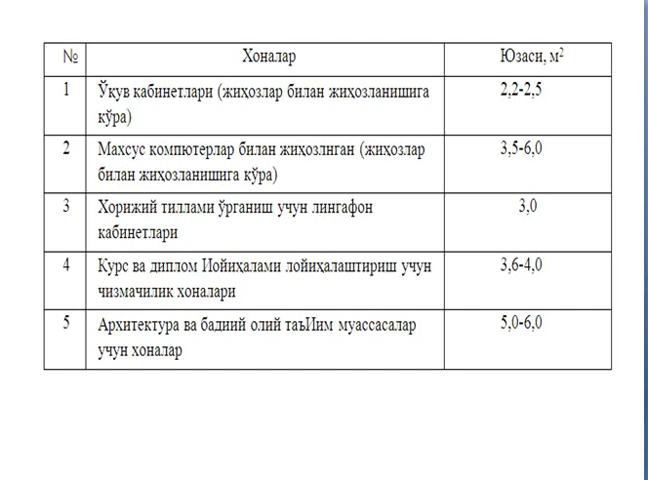 № Хоналар Юзаси, м²
1 Ўқув кабинетлари (жиҳозлар билан жиҳозланишига 2,2-2,5
кўра)
2 Махсус компютерлар билан жиҳозлнган (жиҳозлар 3,5-6,0
билан жиҳозланишига кўра)
3 Хорижий тиллами ўрганиш учун лингафон 3,0
кабинетлари
4 Курс ва диплом Иойиҳалами лойиҳалаштириш учун 3,6-4,0
чизмачилик хоналари
5 Архитектура ва бадиий олий таъИим муассасалар 5,0-6,0
учун хоналар